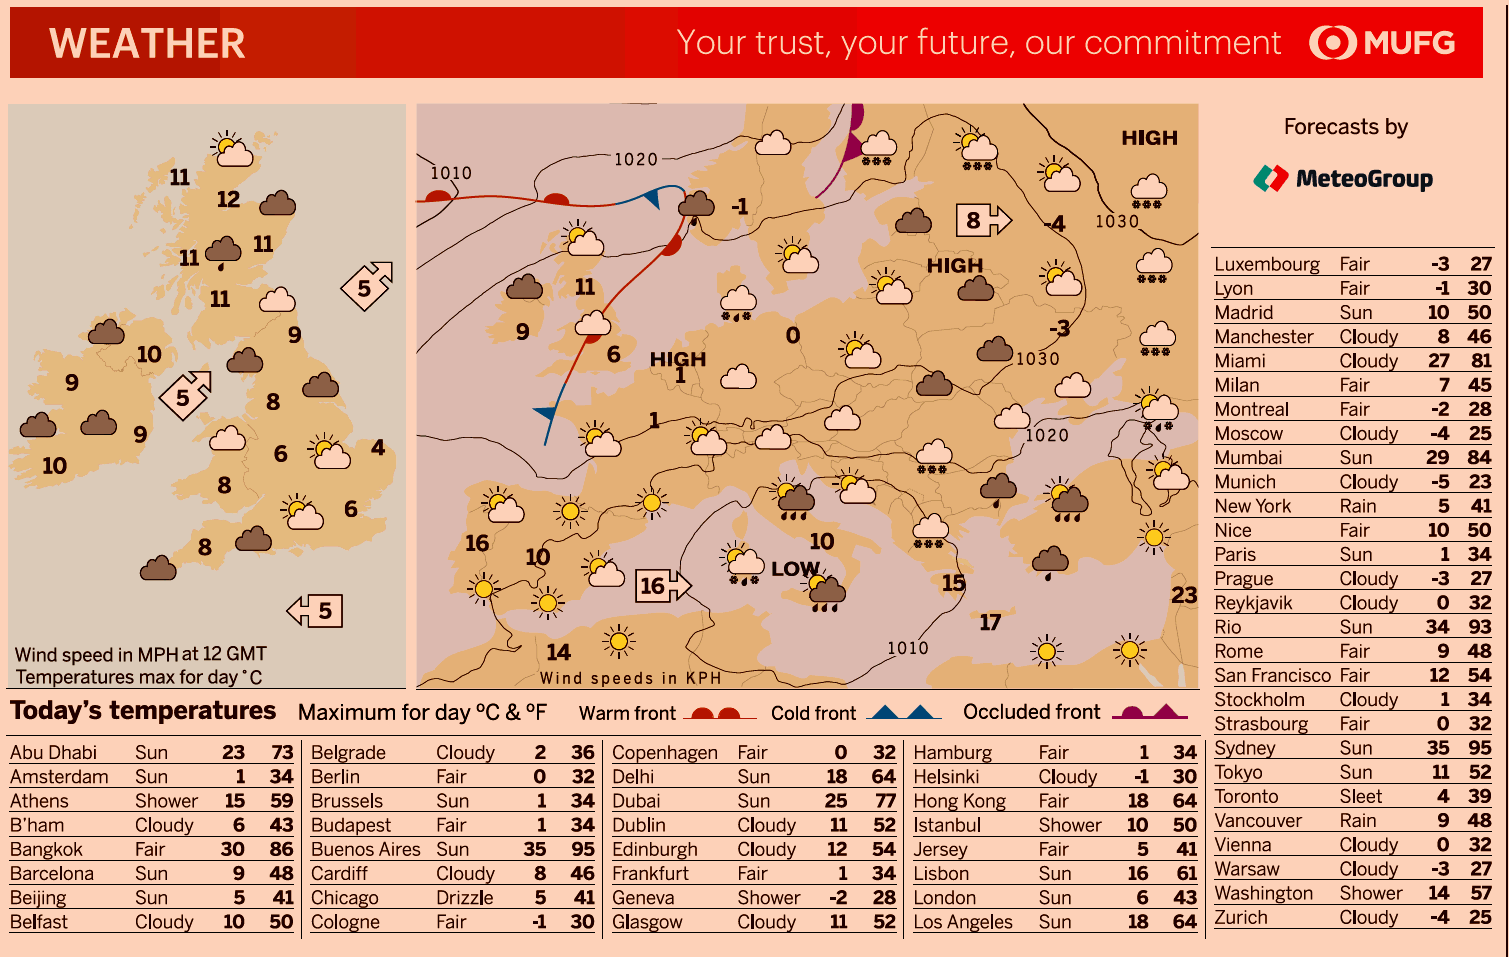 WEATHER
Your trust, your future, our commitment MUFG
11
12
11
11
11
9
10
9
8
9
10
6
4
8
6
8
5
5
5
Wind speed in MPH at 12 GMT
Temperatures max for day °C
HIGH
1020
1010
-1
8
-4
1030
HIGH
11
9
6
0
-3
HIGH
1
1030
1
1020
16
10
10
LOW
16
15
23
17
14
1010
Wind speeds in KPH
Forecasts by
MeteoGroup
Today's temperatures Maximum for day ºC & ºF Warm front Cold front Occluded front
Abu Dhabi Sun 23 73
Amsterdam Sun 1 34
Athens Shower 15 59
B'ham Cloudy 6 43
Bangkok Fair 30 86
Barcelona Sun 9 48
Beijing Sun 5 41
Belfast Cloudy 10 50
Belgrade Cloudy 2 36
Berlin Fair 0 32
Brussels Sun 1 34
Budapest Fair 1 34
Buenos Aires Sun 35 95
Cardiff Cloudy 8 46
Chicago Drizzle 5 41
Cologne Fair -1 30
Copenhagen Fair 0 32
Delhi Sun 18 64
Dubai Sun 25 77
Dublin Cloudy 11 52
Edinburgh Cloudy 12 54
Frankfurt Fair 1 34
Geneva Shower -2 28
Glasgow Cloudy 11 52
Hamburg Fair 1 34
Helsinki Cloudy -1 30
Hong Kong Fair 18 64
Istanbul Shower 10 50
Jersey Fair 5 41
Lisbon Sun 16 61
London Sun 6 43
Los Angeles Sun 18 64
Luxembourg Fair -3 27
Lyon Fair -1 30
Madrid Sun 10 50
Manchester Cloudy 8 46
Miami Cloudy 27 81
Milan Fair 7 45
Montreal Fair -2 28
Moscow Cloudy -4 25
Mumbai Sun 29 84
Munich Cloudy -5 23
New York Rain 5 41
Nice Fair 10 50
Paris Sun 1 34
Prague Cloudy -3 27
Reykjavik Cloudy 0 32
Rio Sun 34 93
Rome Fair 9 48
San Francisco Fair 12 54
Stockholm Cloudy 1 34
Strasbourg Fair 0 32
Sydney Sun 35 95
Tokyo Sun 11 52
Toronto Sleet 4 39
Vancouver Rain 9 48
Vienna Cloudy 0 32
Warsaw Cloudy -3 27
Washington Shower 14 57
Zurich Cloudy -4 25